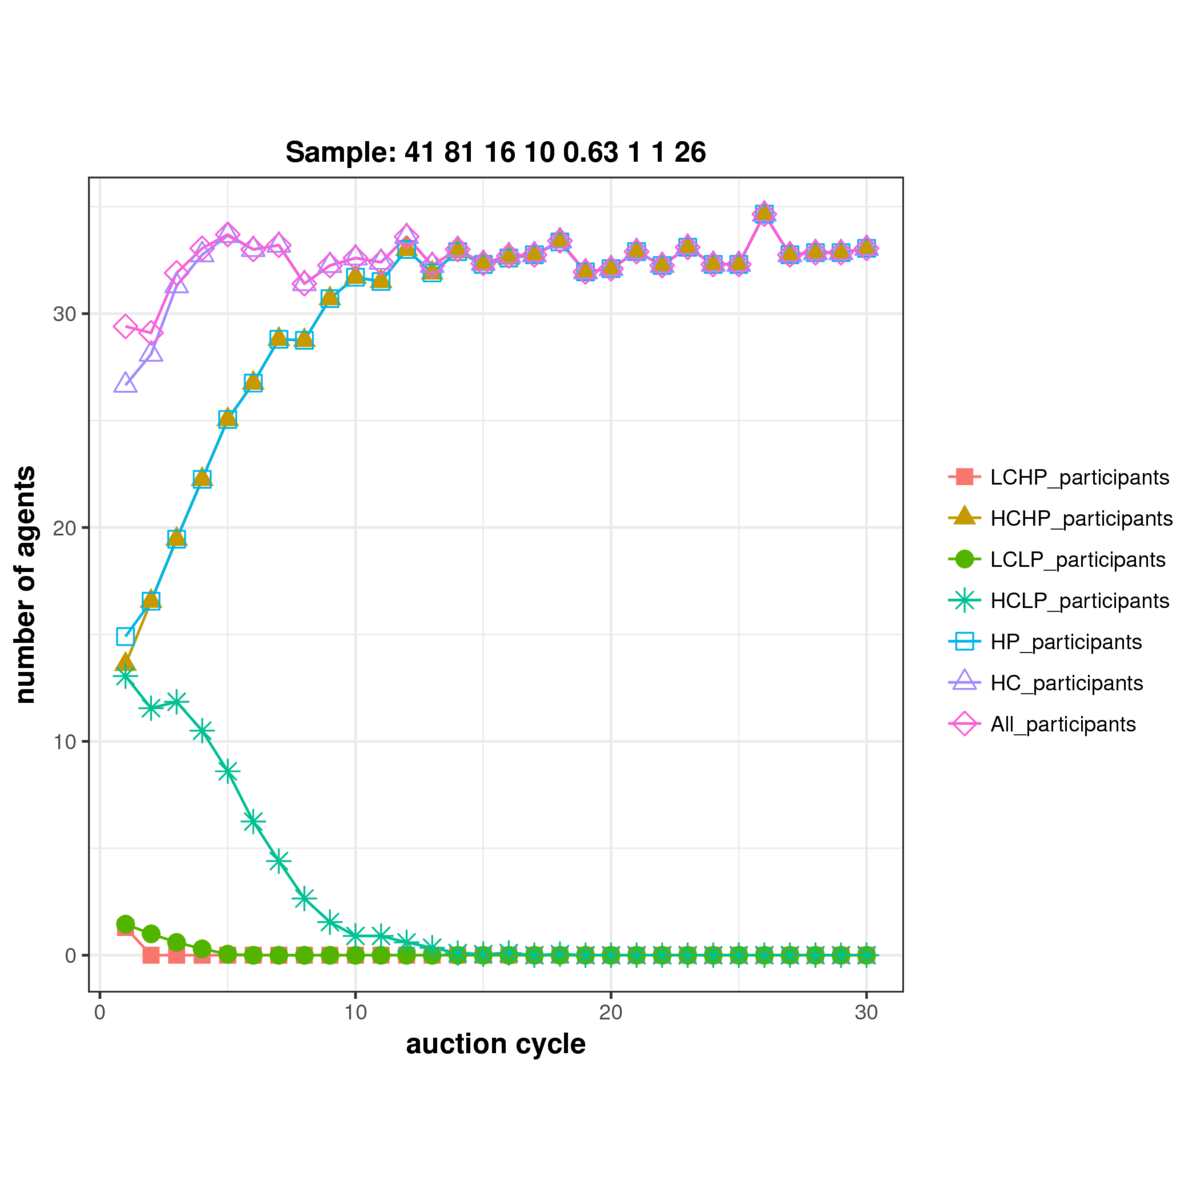 Sample: 41 81 16 10 0.63 1 1 26
number of agents
30
20
10
0
0 10 20 30
auction cycle
LCHP_participants
HCHP_participants
LCLP_participants
HCLP_participants
HP_participants
HC_participants
All_participants